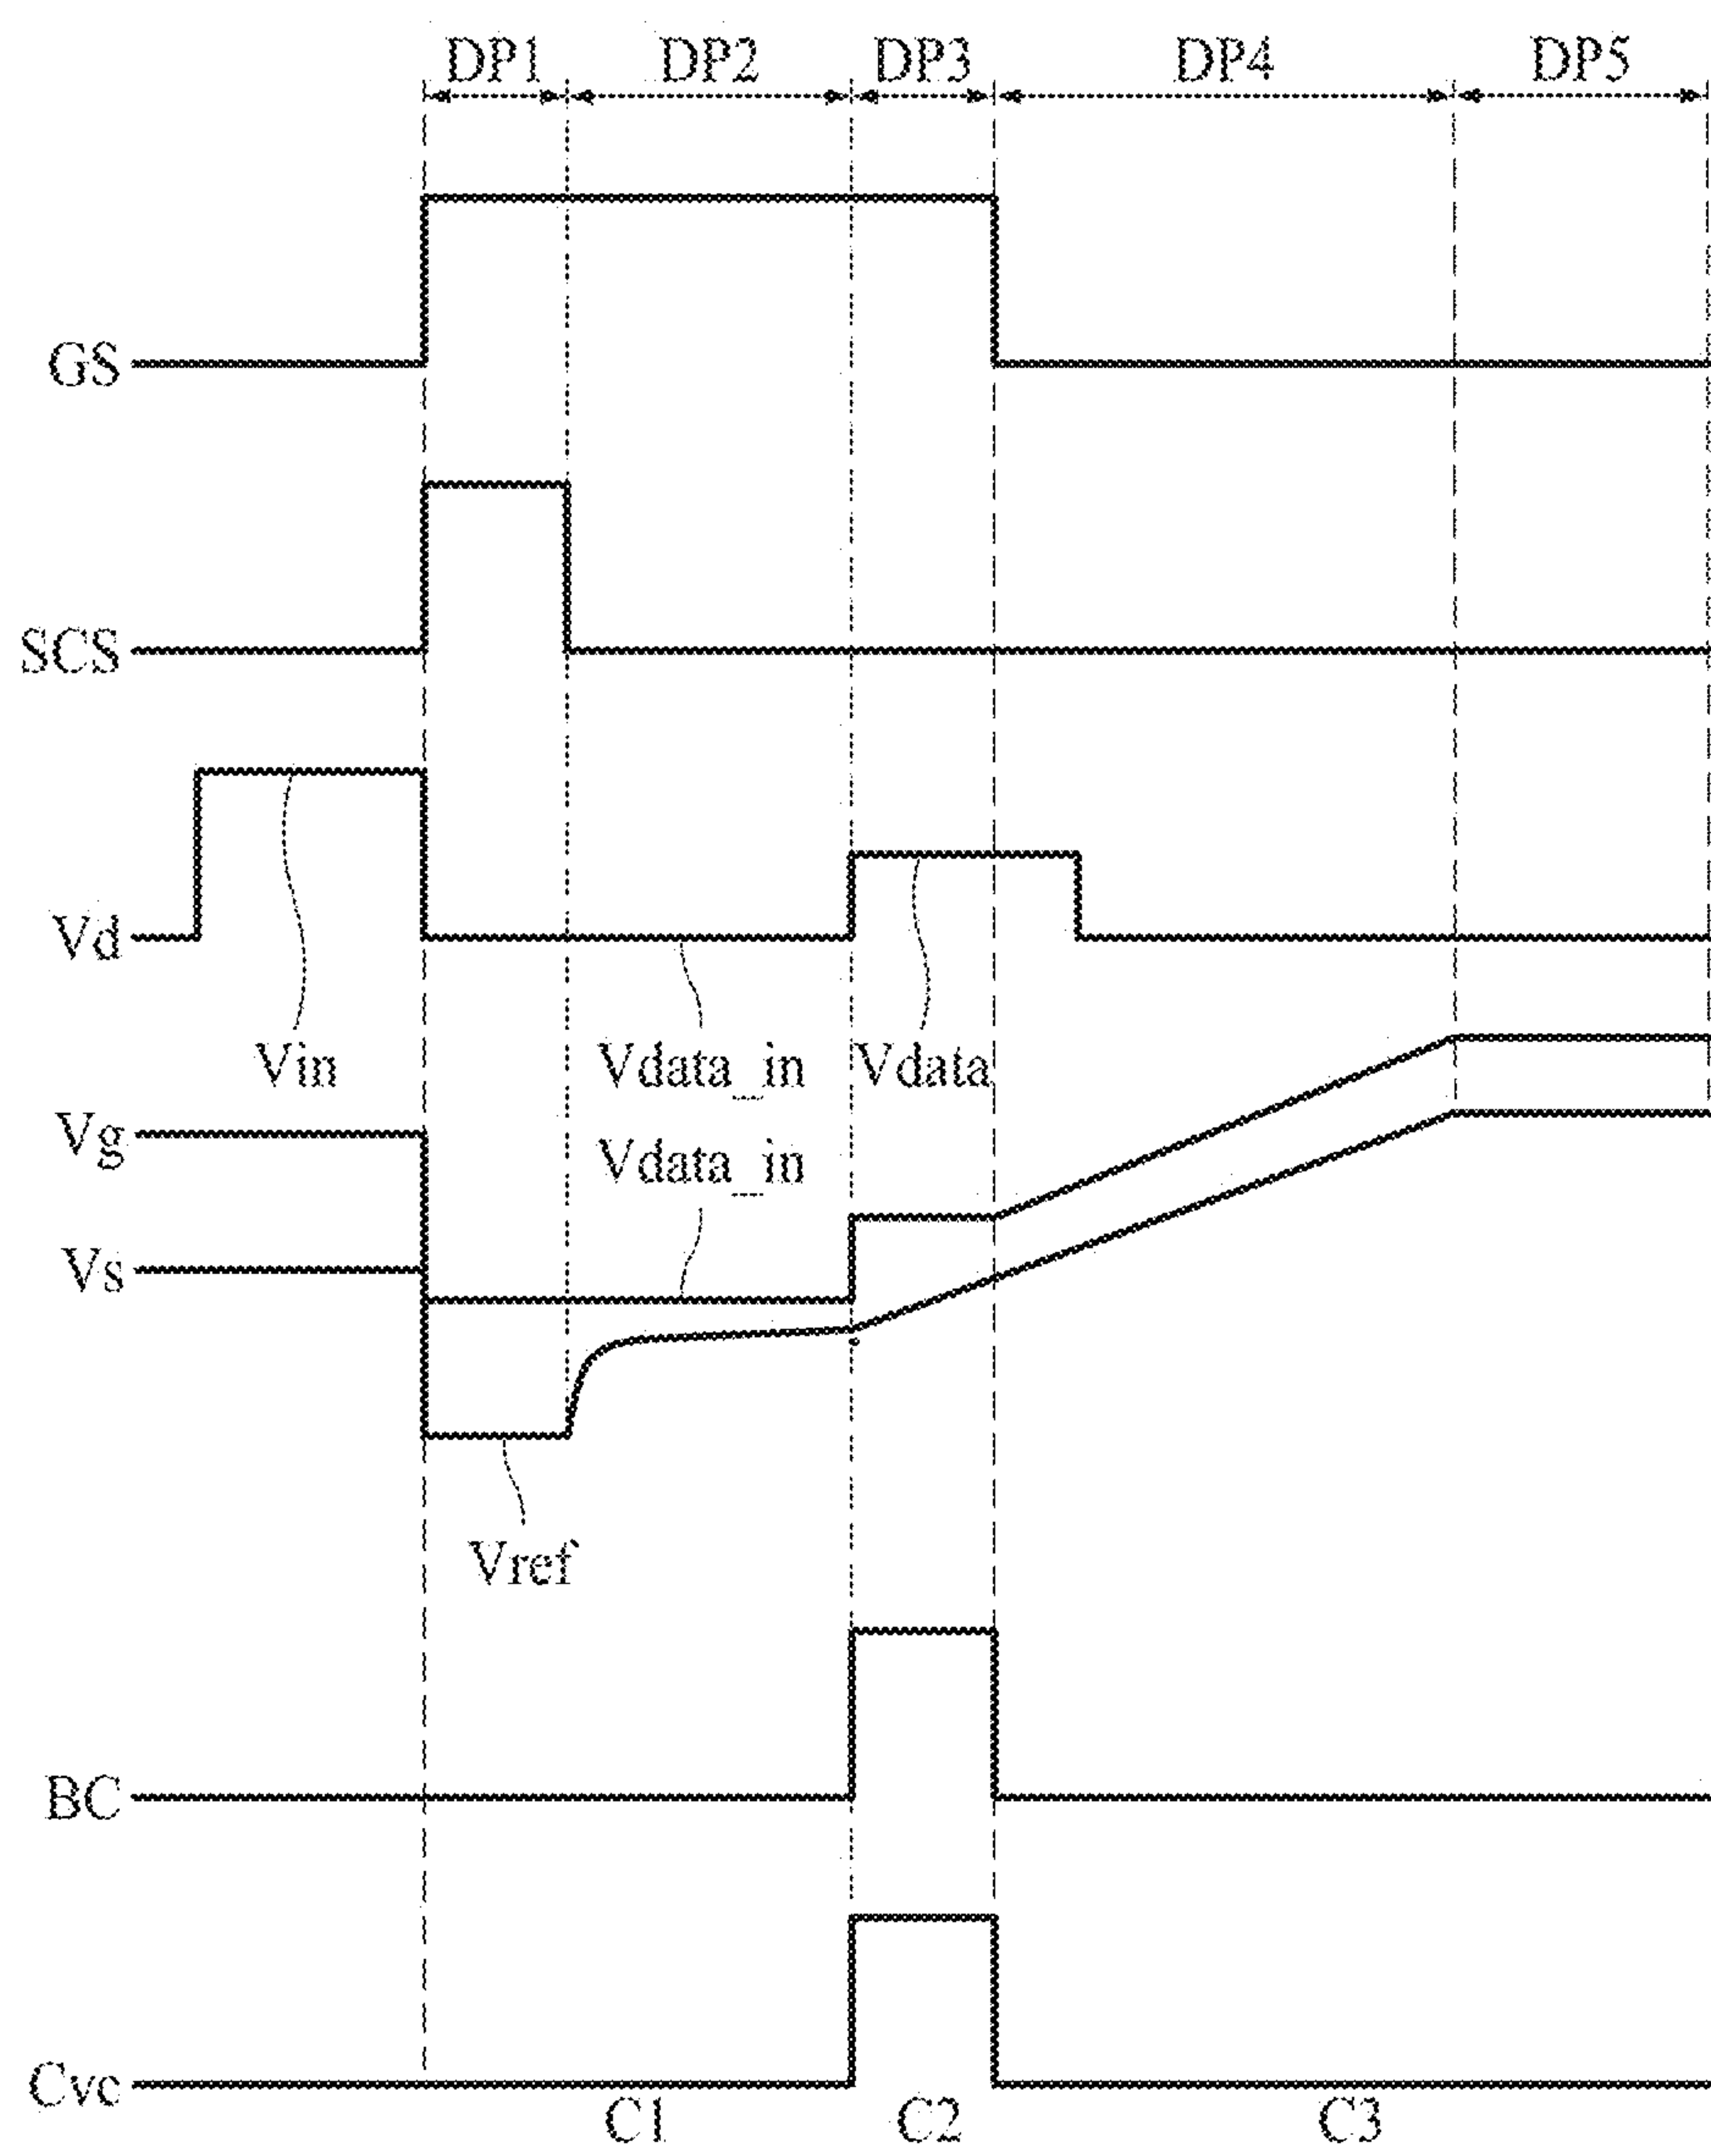 DP1 DP2 DP3 DP4 DP5
GS
SCS
Vd
Vin Vdata_in Vdata
Vg
Vdata_in
Vs
Vref
BC
Cvc
C1 C2 C3